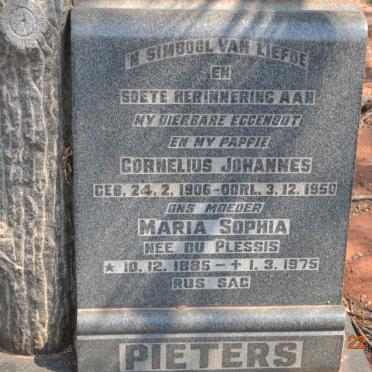 'N SIMBOOL VAN LIEFDE
EN
SOETE HERINNERING AAN
MY DIERBARE EGGENOOT
EN MY PAPPIE
CORNELIUS JOHANNES
GEB. 24. 2. 1906 - OORL. 3. 12. 1950
ONS MOEDER
MARIA SOPHIA
NEE DU PLESSIS
* 10. 12. 1885 - † 1. 3. 1975
RUS SAG
PIETERS
22